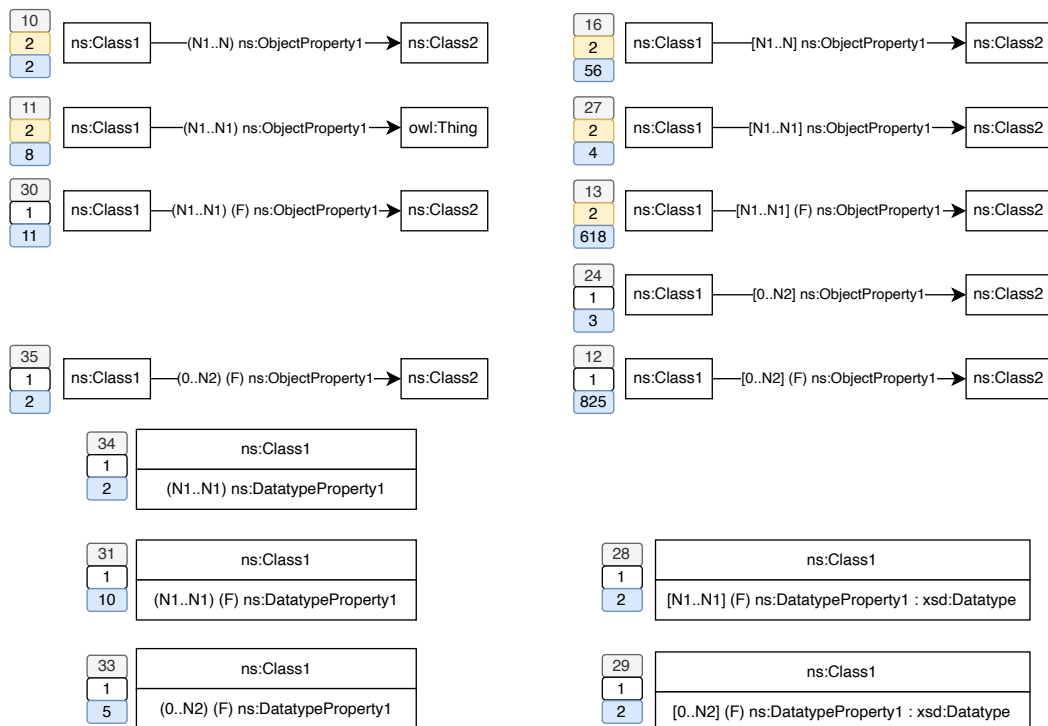 10
2
2
ns:Class1
(N1..N) ns:ObjectProperty1
ns:Class2
16
2
56
ns:Class1
[N1..N] ns:ObjectProperty1
ns:Class2
11
2
8
ns:Class1
(N1..N1) ns:ObjectProperty1
owl:Thing
27
2
4
ns:Class1
[N1..N1] ns:ObjectProperty1
ns:Class2
30
1
11
ns:Class1
(N1..N1) (F) ns:ObjectProperty1
ns:Class2
13
2
618
ns:Class1
[N1..N1] (F) ns:ObjectProperty1
ns:Class2
24
1
3
ns:Class1
[0..N2] ns:ObjectProperty1
ns:Class2
35
1
2
ns:Class1
(0..N2) (F) ns:ObjectProperty1
ns:Class2
12
1
825
ns:Class1
[0..N2] (F) ns:ObjectProperty1
ns:Class2
34
1
2
ns:Class1
(N1..N1) ns:DatatypeProperty1
31
1
10
ns:Class1
(N1..N1) (F) ns:DatatypeProperty1
28
1
2
ns:Class1
[N1..N1] (F) ns:DatatypeProperty1 : xsd:Datatype
33
1
5
ns:Class1
(0..N2) (F) ns:DatatypeProperty1
29
1
2
ns:Class1
[0..N2] (F) ns:DatatypeProperty1 : xsd:Datatype